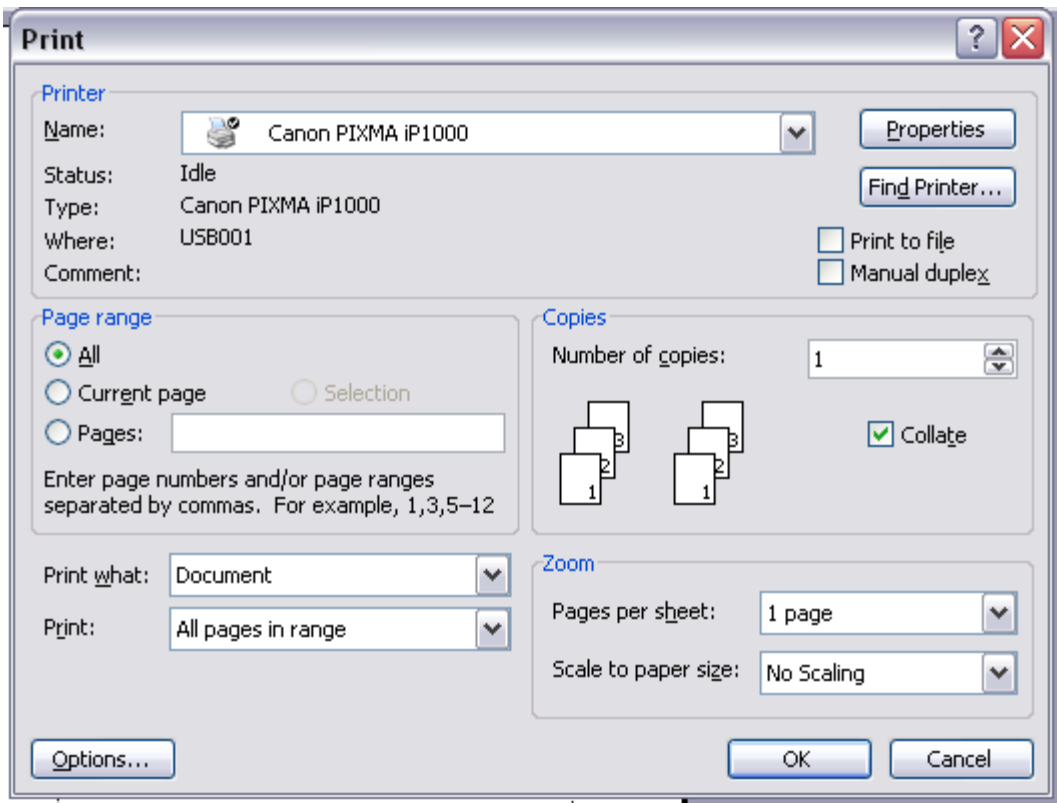 Print
Printer
Name: Canon PIXMA iP1000 Properties
Status: Idle
Find Printer...
Type: Canon PIXMA iP1000
Where: USB001
Print to file
Comment:
Manual duplex
Page range
All
Current page Selection
Pages:
Enter page numbers and/or page ranges
separated by commas. For example, 1,3,5–12
Copies
Number of copies: 1
1 2 3 1 2 3
Collate
Print what: Document
Print: All pages in range
Zoom
Pages per sheet: 1 page
Scale to paper size: No Scaling
Options... OK Cancel